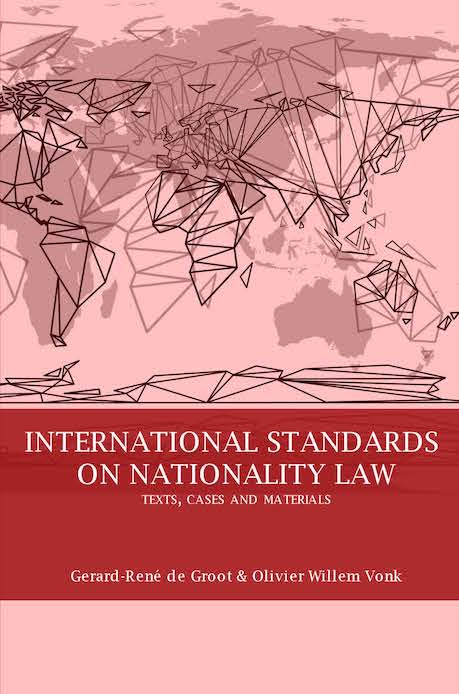 INTERNATIONAL STANDARDS
ON NATIONALITY LAW
TEXTS, CASES AND MATERIALS
Gerard-René de Groot & Olivier Willem Vonk